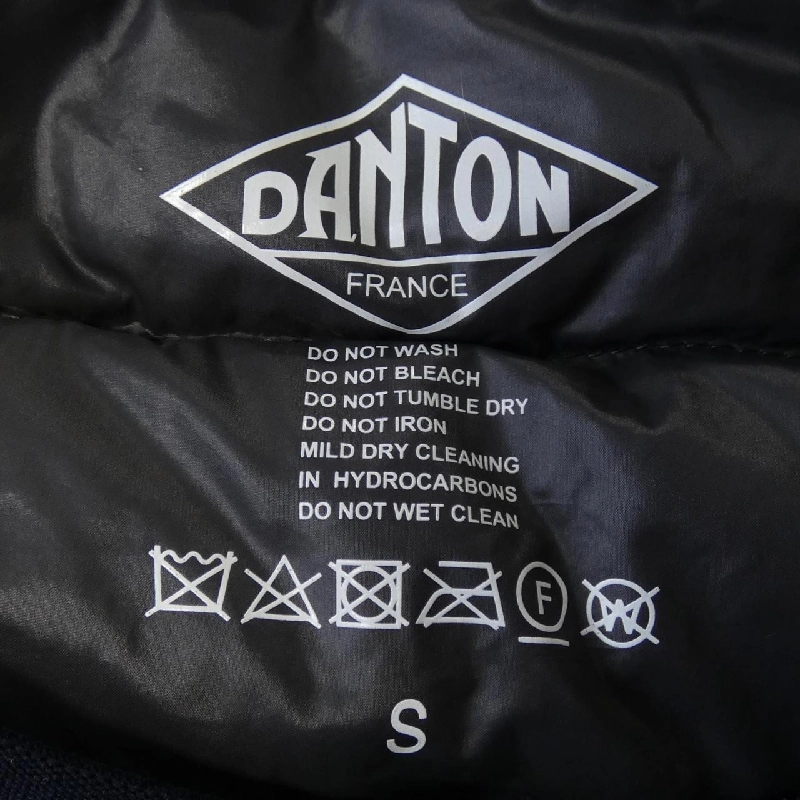 DANTON
FRANCE
DO NOT WASH
DO NOT BLEACH
DO NOT TUMBLE DRY
DO NOT IRON
MILD DRY CLEANING
IN HYDROCARBONS
DO NOT WET CLEAN
F W
S